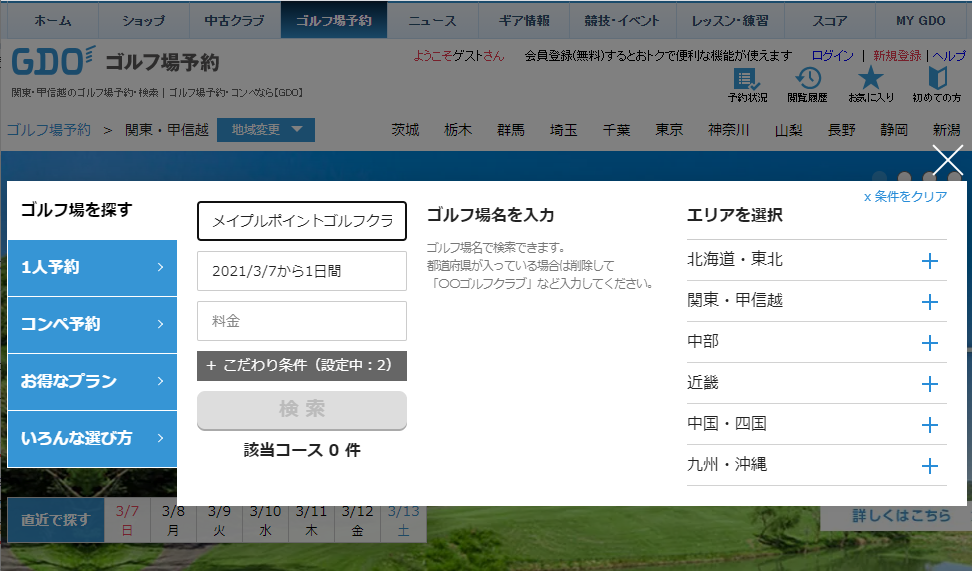 ホーム ショップ 中古クラブ ゴルフ場予約 ニュース ギア情報 競技・イベント レッスン・練習 スコア MY GDO
GDO ゴルフ場予約
ようこそゲストさん 会員登録(無料)するとおトクで便利な機能が使えます ログイン | 新規登録 | ヘルプ
関東・甲信越のゴルフ場予約・検索 | ゴルフ場予約・コンペなら【GDO】
予約状況 閲覧履歴 お気に入り 初めての方
ゴルフ場予約 > 関東・甲信越 地域変更 茨城 栃木 群馬 埼玉 千葉 東京 神奈川 山梨 長野 静岡 新潟
x 条件をクリア
ゴルフ場を探す
1人予約
コンペ予約
お得なプラン
いろんな選び方
メイプルポイントゴルフクラ
2021/3/7から1日間
料金
+ こだわり条件（設定中：2）
検 索
該当コース 0 件
ゴルフ場名を入力
ゴルフ場名で検索できます。
都道府県が入っている場合は削除して
「〇〇ゴルフクラブ」など入力してください。
エリアを選択
北海道・東北 +
関東・甲信越 +
中部 +
近畿 +
中国・四国 +
九州・沖縄 +
直近で探す 3/7 3/8 3/9 3/10 3/11 3/12 3/13
日 月 火 水 木 金 土
詳しくはこちら